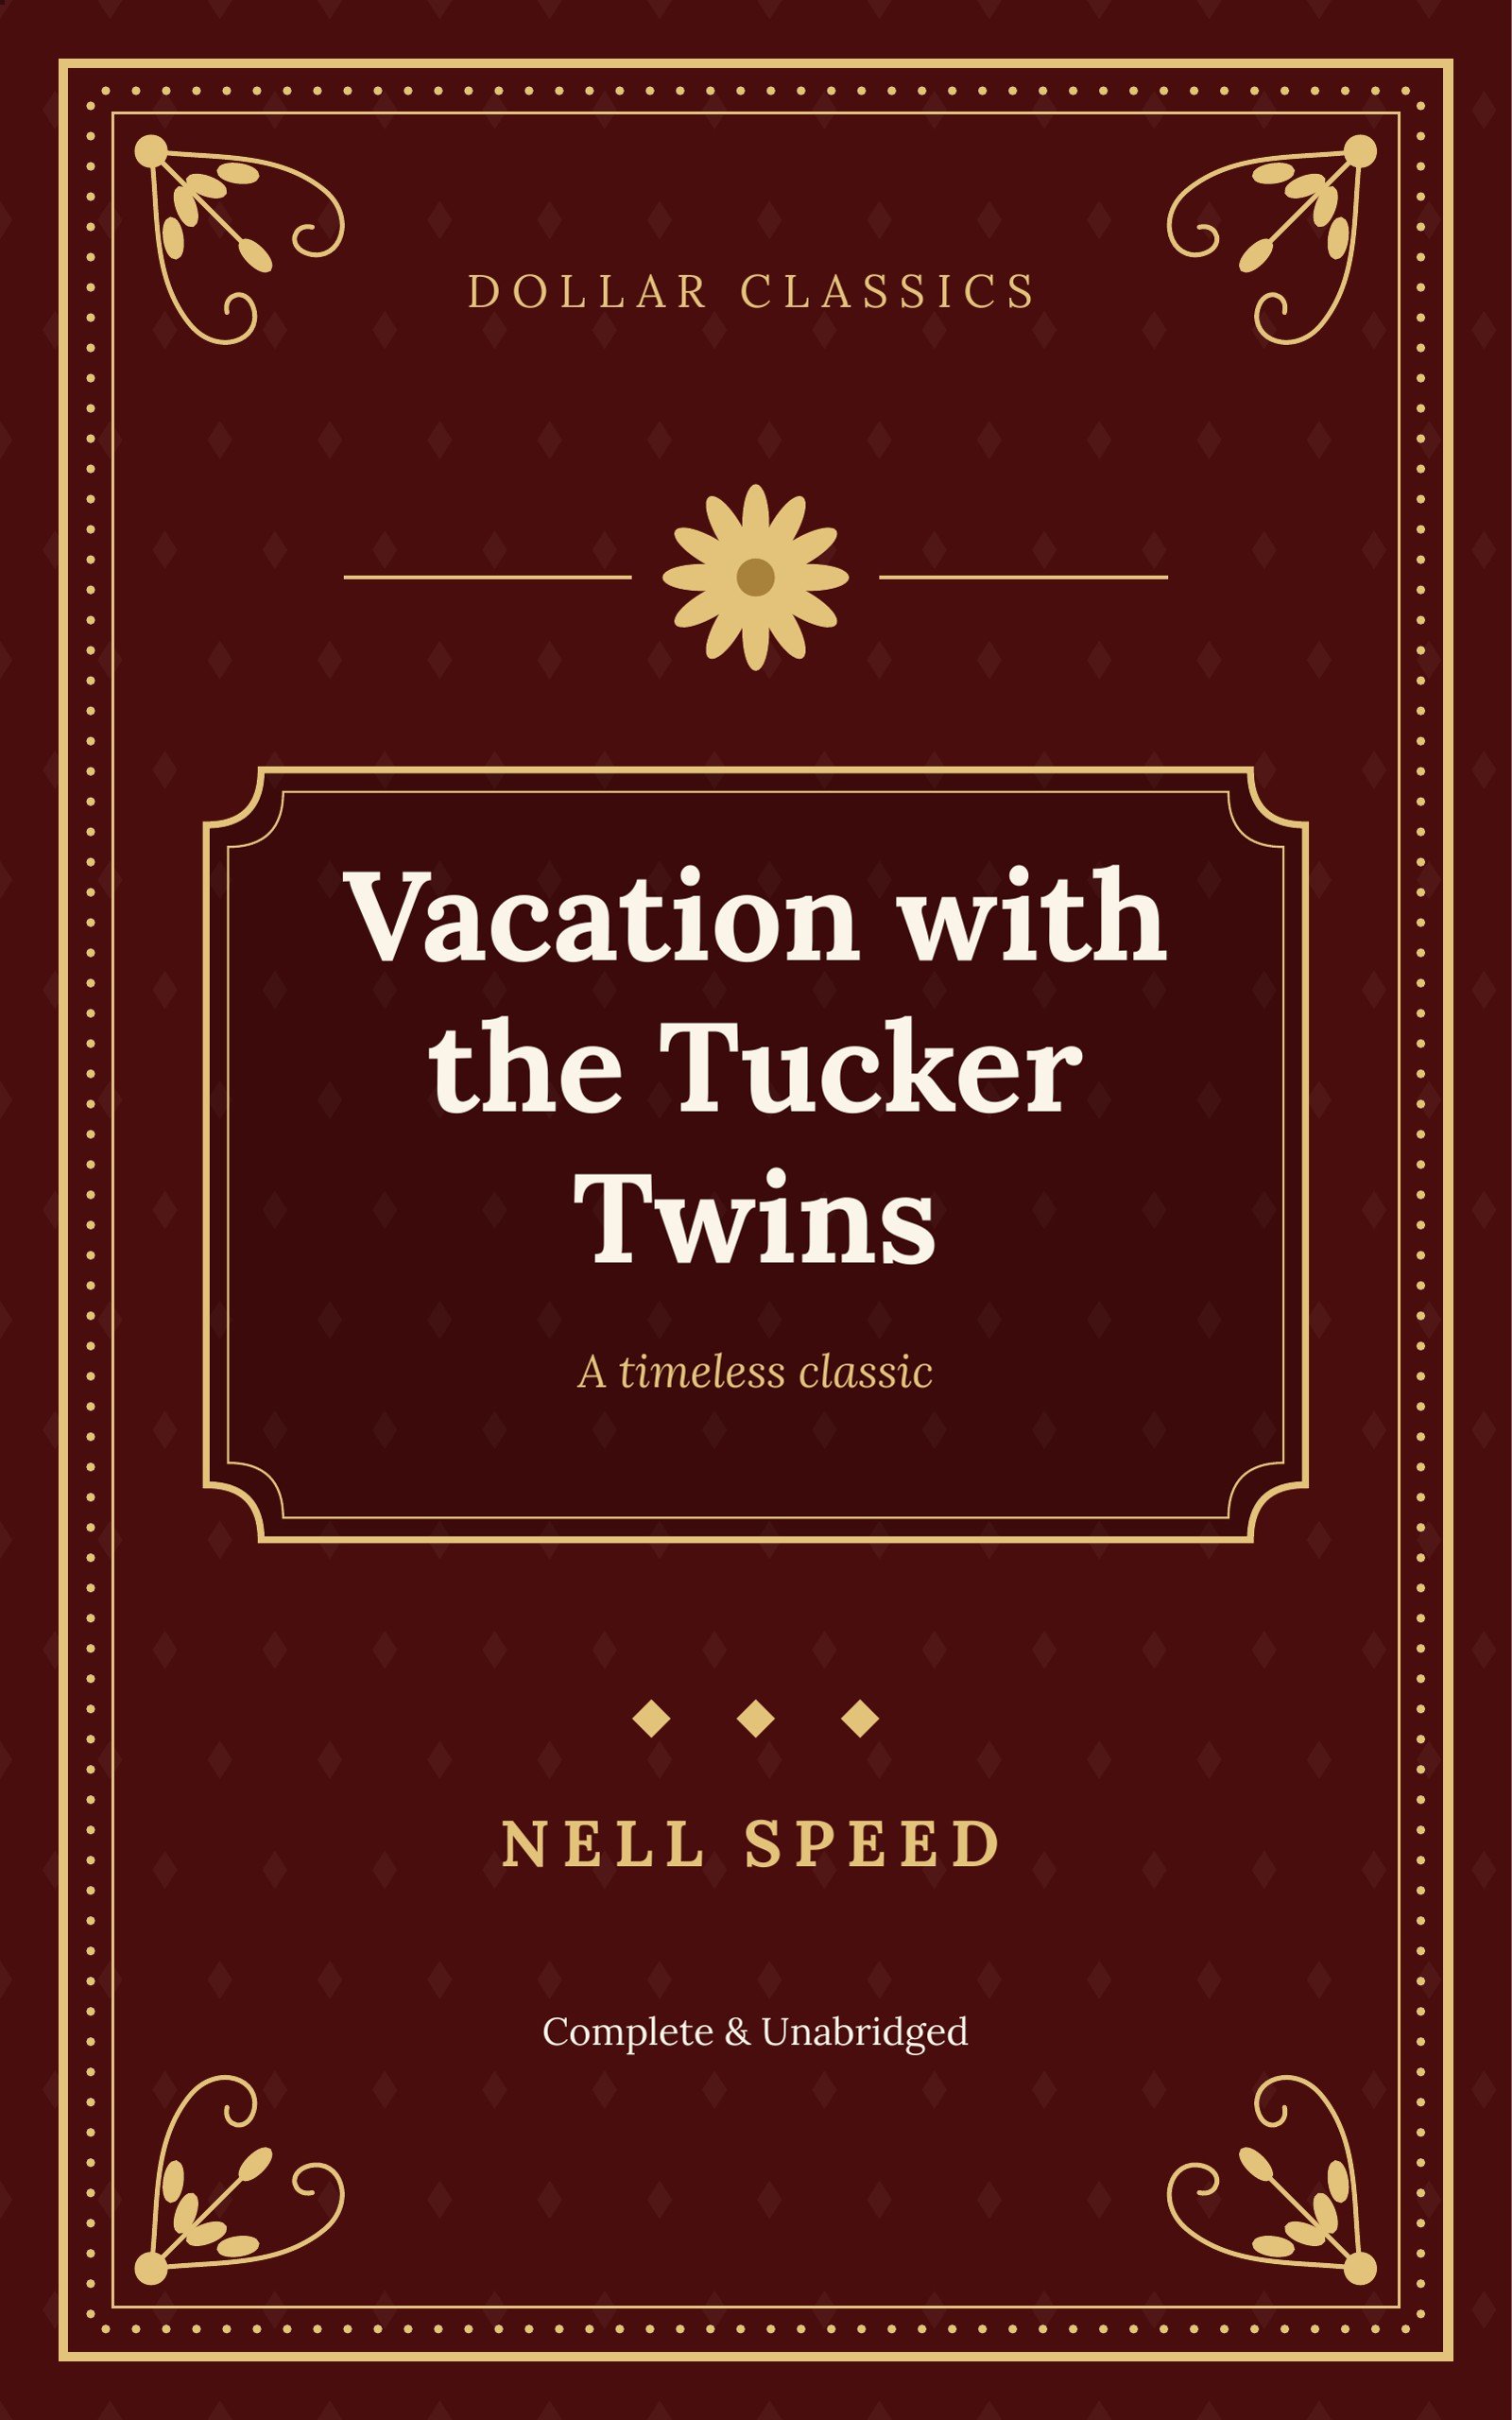 DOLLAR CLASSICS
Vacation with
the Tucker
Twins
A timeless classic
NELL SPEED
Complete & Unabridged